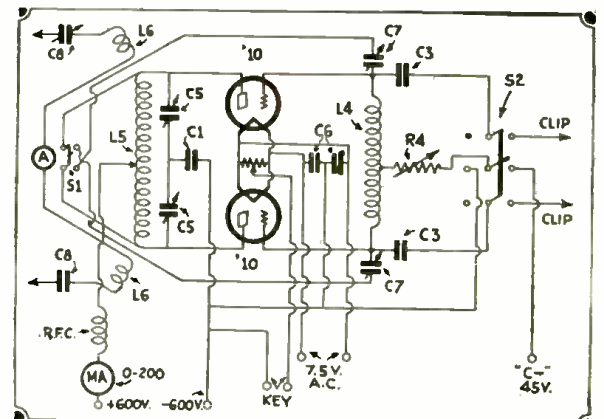 C8
L6
'10
C7
C3
S2
C5
L4
CLIP
L5
C1
C6
R4
A
S1
C5
CLIP
'10
C3
C8
L6
C7
R.F.C.
MA
0-200
7.5 V.
A.C.
"C-"
45V.
+600V.
-600V.
KEY